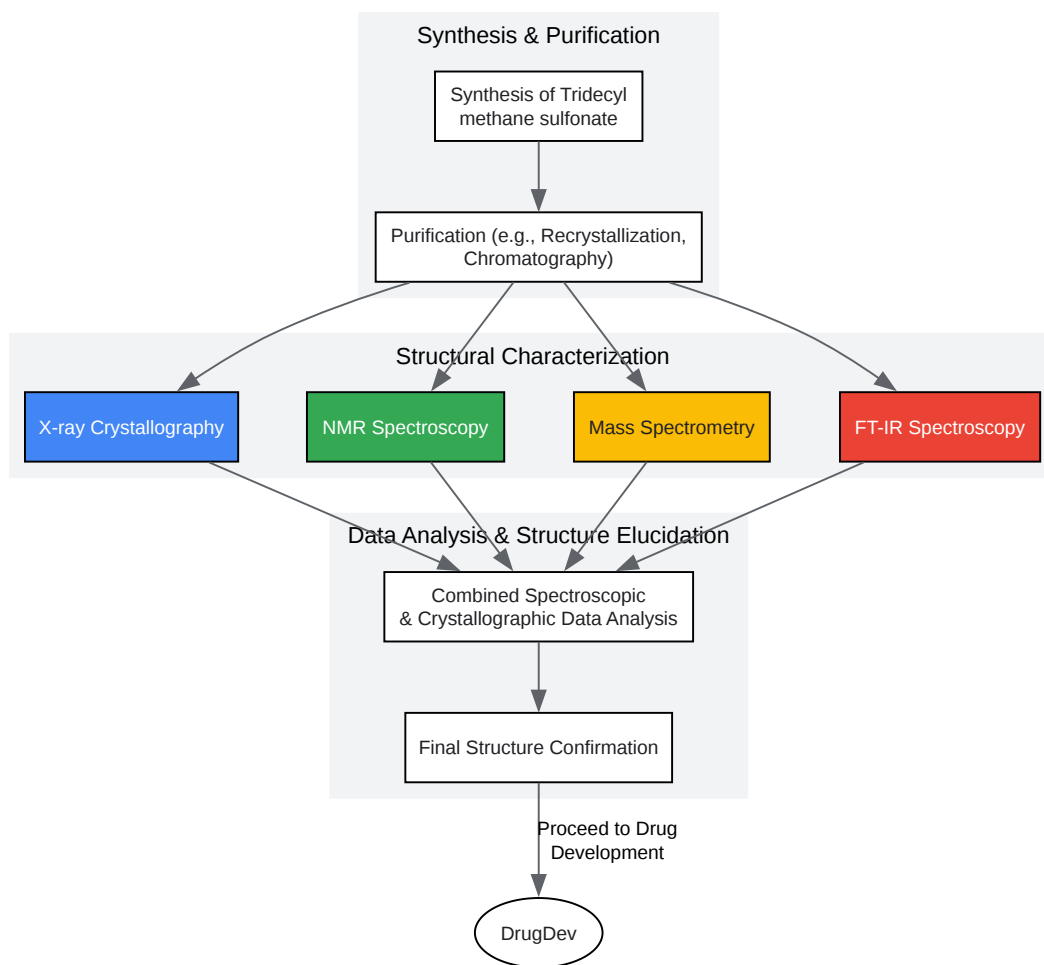 Synthesis & Purification
Synthesis of Tridecyl
methane sulfonate
Purification (e.g., Recrystallization,
Chromatography)
Structural Characterization
X-ray Crystallography
NMR Spectroscopy
Mass Spectrometry
FT-IR Spectroscopy
Data Analysis & Structure Elucidation
Combined Spectroscopic
& Crystallographic Data Analysis
Final Structure Confirmation
Proceed to Drug
Development
DrugDev